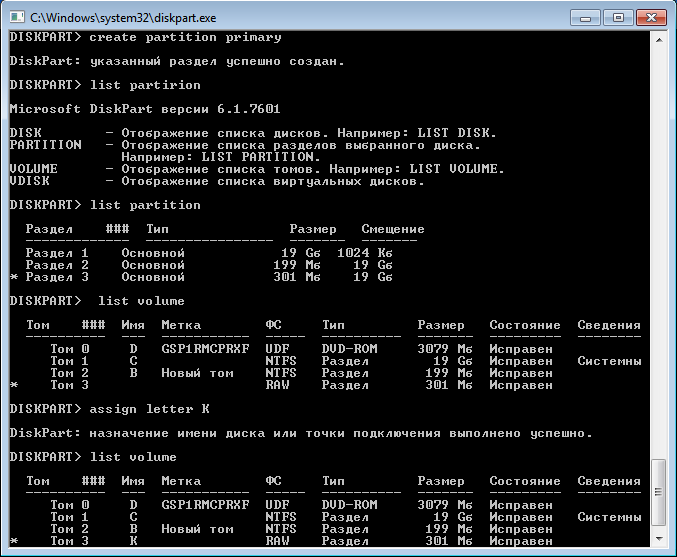 C:\Windows\system32\diskpart.exe
DISKPART> create partition primary
DiskPart: указанный раздел успешно создан.
DISKPART> list partirion
Microsoft DiskPart версии 6.1.7601
DISK - Отображение списка дисков. Например: LIST DISK.
PARTITION - Отображение списка разделов выбранного диска.
Например: LIST PARTITION.
VOLUME - Отображение списка томов. Например: LIST VOLUME.
VDISK - Отображение списка виртуальных дисков.
DISKPART> list partition
Раздел ### Тип Размер Смещение
------------- ---------------- ------- --------
Раздел 1 Основной 19 Gб 1024 Kб
Раздел 2 Основной 199 Mб 19 Gб
* Раздел 3 Основной 301 Mб 19 Gб
DISKPART> list volume
Том ### Имя Метка ФС Тип Размер Состояние Сведения
---------- --- ----------- ----- ---------- ------- --------- --------
Том 0 D GSP1RMCPRXF UDF DVD-ROM 3079 Mб Исправен
Том 1 C NTFS Раздел 19 Gб Исправен Системны
Том 2 B Новый том NTFS Раздел 199 Mб Исправен
* Том 3 RAW Раздел 301 Mб Исправен
DISKPART> assign letter K
DiskPart: назначение имени диска или точки подключения выполнено успешно.
DISKPART> list volume
Том ### Имя Метка ФС Тип Размер Состояние Сведения
---------- --- ----------- ----- ---------- ------- --------- --------
Том 0 D GSP1RMCPRXF UDF DVD-ROM 3079 Mб Исправен
Том 1 C NTFS Раздел 19 Gб Исправен Системны
Том 2 B Новый том NTFS Раздел 199 Mб Исправен
* Том 3 K RAW Раздел 301 Mб Исправен